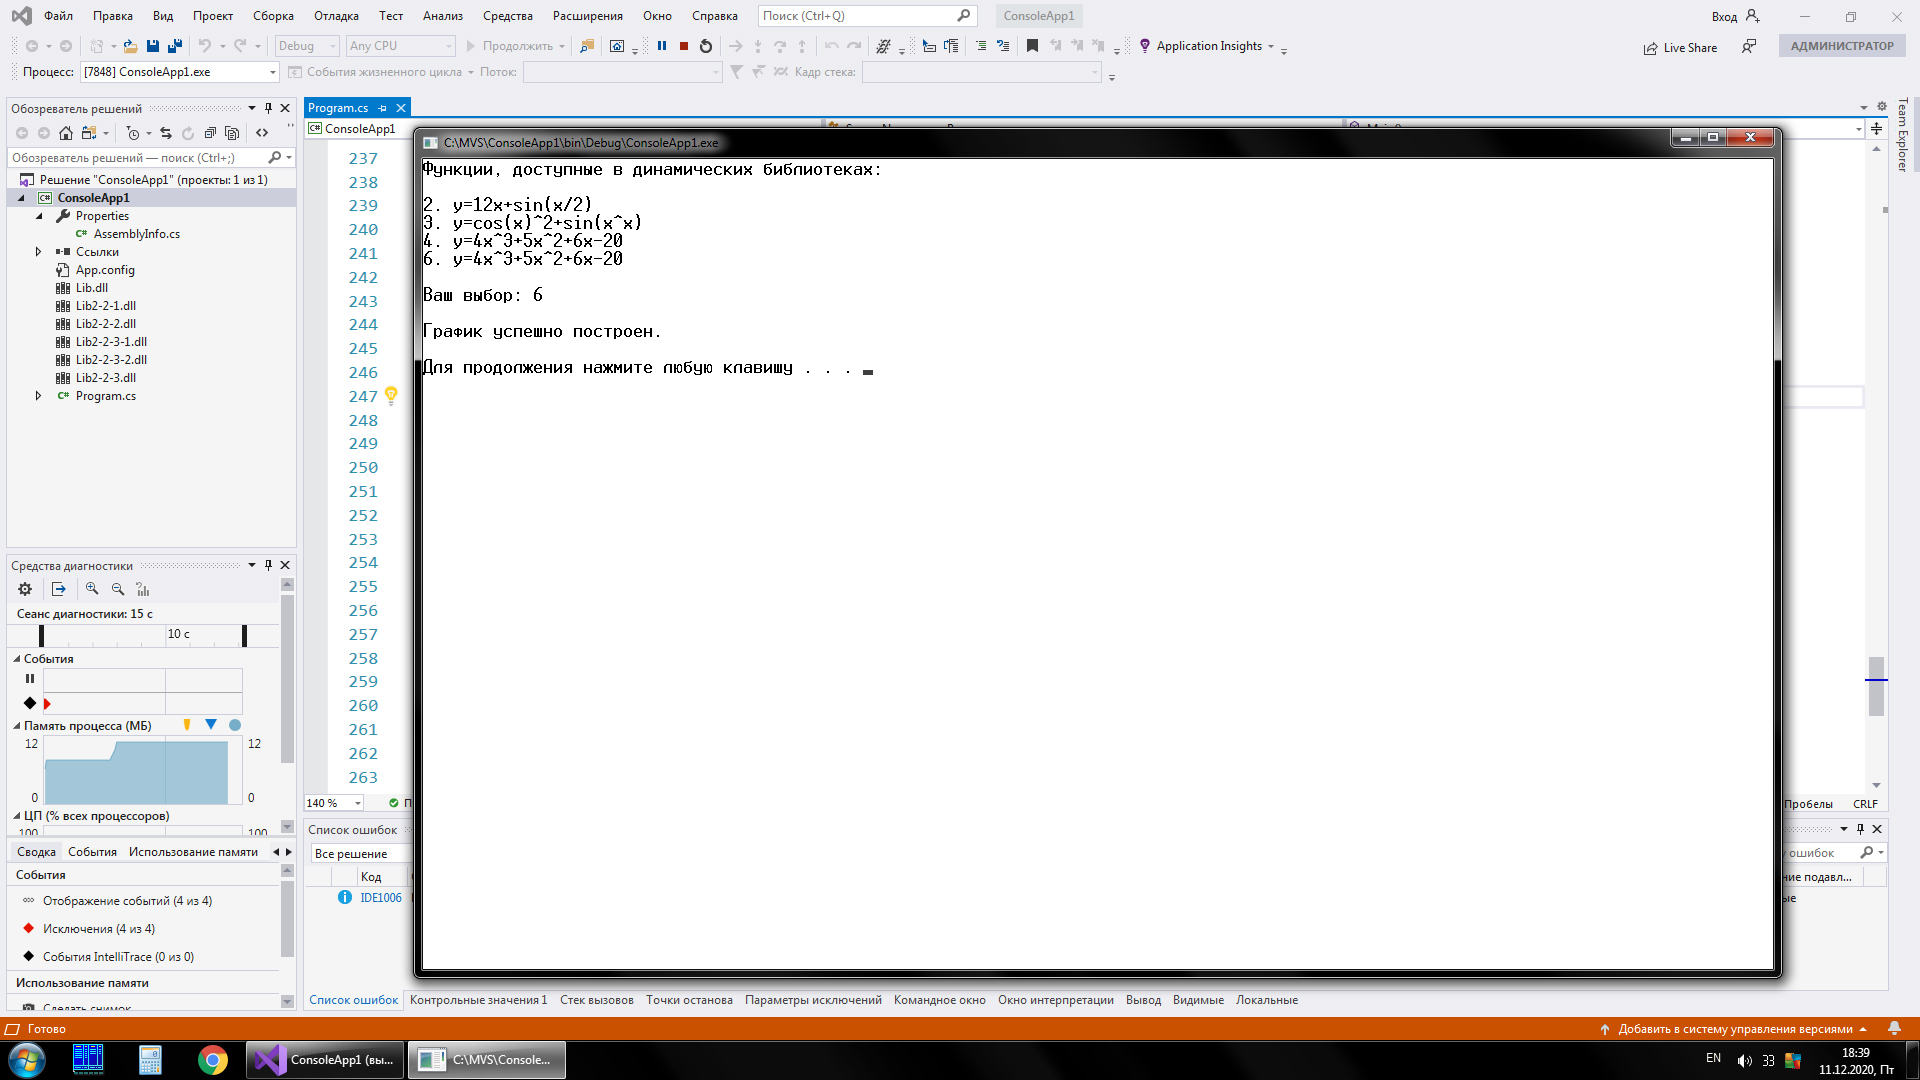 Файл Правка Вид Проект Сборка Отладка Тест Анализ Средства Расширения Окно Справка Поиск (Ctrl+Q) ConsoleApp1 Вход
Debug Any CPU Продолжить Application Insights Live Share АДМИНИСТРАТОР
Процесс: [7848] ConsoleApp1.exe События жизненного цикла Поток: Кадр стека:
Обозреватель решений
Обозреватель решений — поиск (Ctrl+;)
Решение "ConsoleApp1" (проекты: 1 из 1)
ConsoleApp1
Properties
AssemblyInfo.cs
Ссылки
App.config
Lib.dll
Lib2-2-1.dll
Lib2-2-2.dll
Lib2-2-3-1.dll
Lib2-2-3-2.dll
Lib2-2-3.dll
Program.cs
Средства диагностики
Сеанс диагностики: 15 с
10 с
События
Память процесса (МБ)
12 12
0 0
ЦП (% всех процессоров)
100 100
Сводка События Использование памяти
События
Отображение событий (4 из 4)
Исключения (4 из 4)
События IntelliTrace (0 из 0)
Использование памяти
Сделать снимок
Program.cs
ConsoleApp1
237
238
239
240
241
242
243
244
245
246
247
248
249
250
251
252
253
254
255
256
257
258
259
260
261
262
263
140 %
C:\MVS\ConsoleApp1\bin\Debug\ConsoleApp1.exe
Функции, доступные в динамических библиотеках:
2. y=12x+sin(x/2)
3. y=cos(x)^2+sin(x^x)
4. y=4x^3+5x^2+6x-20
6. y=4x^3+5x^2+6x-20
Ваш выбор: 6
График успешно построен.
Для продолжения нажмите любую клавишу . . .
Team Explorer
Пробелы CRLF
Список ошибок
Все решение
ошибок
Код
ние подавл...
IDE1006
ые
Список ошибок Контрольные значения 1 Стек вызовов Точки останова Параметры исключений Командное окно Окно интерпретации Вывод Видимые Локальные
Готово Добавить в систему управления версиями
ConsoleApp1 (вы... C:\MVS\Console... EN 33 18:39
11.12.2020, Пт